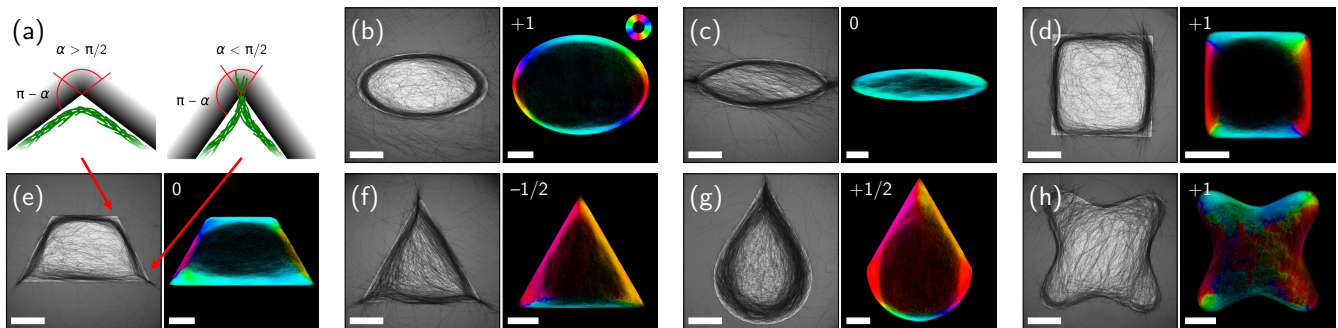 (a)
α > π/2
α < π/2
π − α
π − α
(b)
+1
(c)
0
(d)
+1
(e)
0
(f)
−1/2
(g)
+1/2
(h)
+1